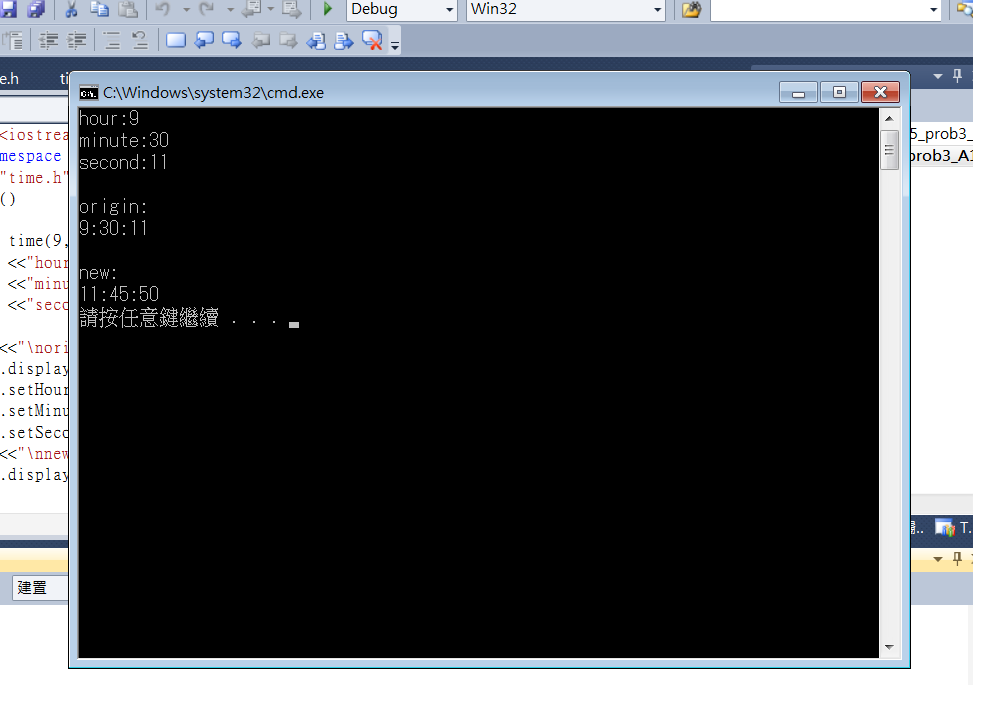 Debug Win32
e.h
C:\Windows\system32\cmd.exe
hour:9
minute:30
second:11
origin:
9:30:11
new:
11:45:50
請按任意鍵繼續 . . .
<iostrea
mespace
"time.h"
()
time(9,
<<"hour
<<"minu
<<"seco
<<"\nori
.display
.setHour
.setMinu
.setSeco
<<"\nnew
.display
5_prob3_
prob3_A1
T.
建置